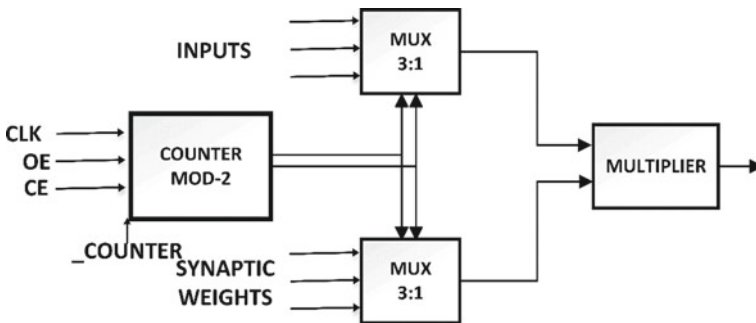 INPUTS
MUX
3:1
CLK
OE
CE
COUNTER
MOD-2
_COUNTER
MULTIPLIER
SYNAPTIC
WEIGHTS
MUX
3:1